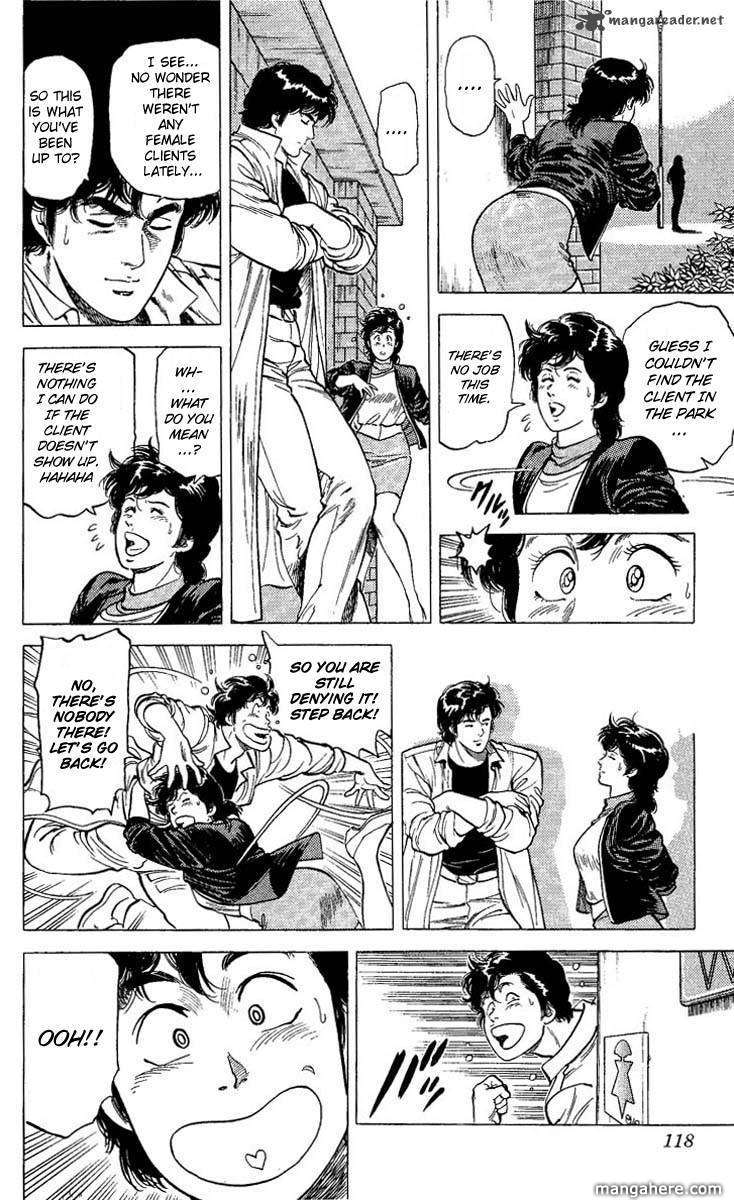 mangareader.net
....
....
I SEE...
NO WONDER
THERE
WEREN'T
ANY
FEMALE
CLIENTS
LATELY...
SO THIS
IS WHAT
YOU'VE
BEEN
UP TO?
GUESS I
COULDN'T
FIND THE
CLIENT IN
THE PARK
...
THERE'S
NO JOB
THIS
TIME.
WH-
... WHAT
DO YOU
MEAN
...?
THERE'S
NOTHING
I CAN DO
IF THE
CLIENT
DOESN'T
SHOW UP.
HAHAHA
SO YOU ARE
STILL
DENYING IT!
STEP BACK!
NO,
THERE'S
NOBODY
THERE!
LET'S GO
BACK!
W
OOH!!
118
mangahere.com